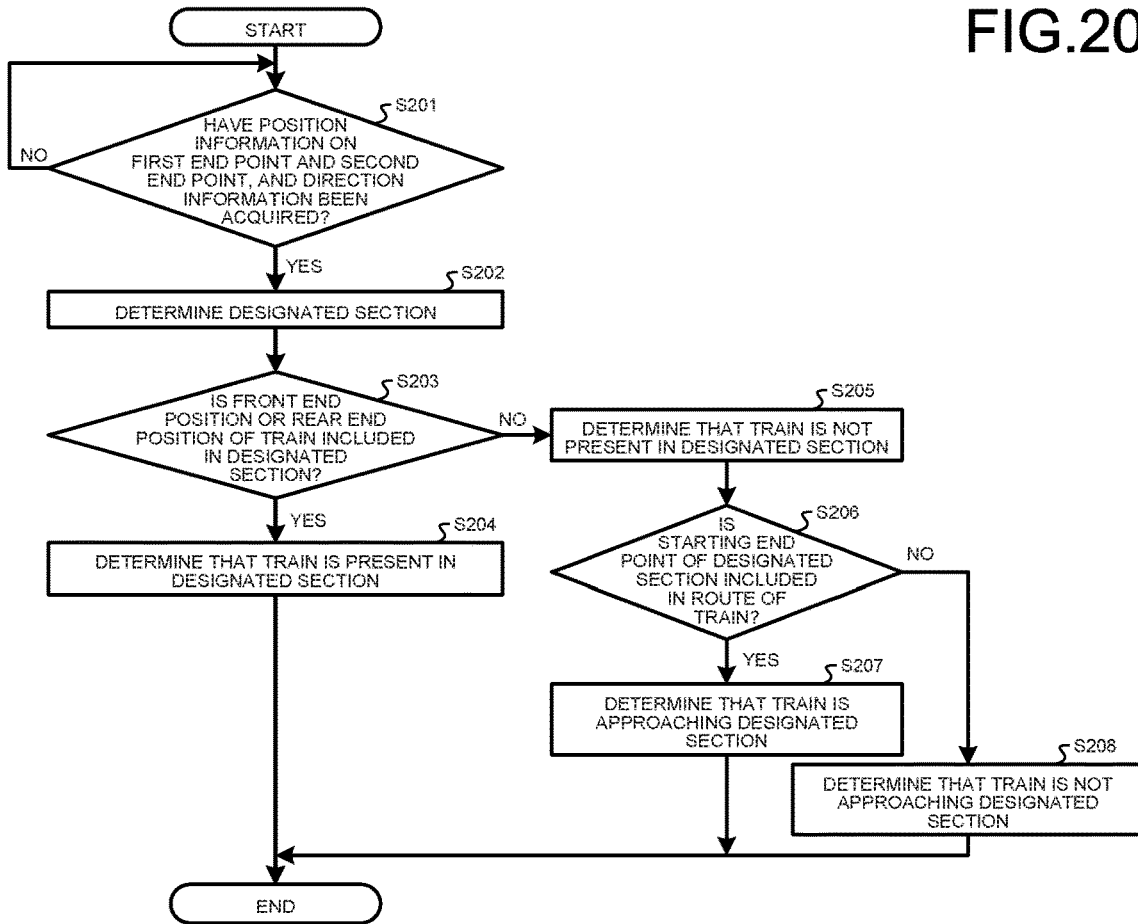 FIG.20
START
S201
HAVE POSITION
INFORMATION ON
FIRST END POINT AND SECOND
END POINT, AND DIRECTION
INFORMATION BEEN
ACQUIRED?
NO
YES
S202
DETERMINE DESIGNATED SECTION
S203
IS FRONT END
POSITION OR REAR END
POSITION OF TRAIN INCLUDED
IN DESIGNATED
SECTION?
NO
YES
S204
DETERMINE THAT TRAIN IS PRESENT IN
DESIGNATED SECTION
S205
DETERMINE THAT TRAIN IS NOT
PRESENT IN DESIGNATED SECTION
S206
IS
STARTING END
POINT OF DESIGNATED
SECTION INCLUDED
IN ROUTE OF
TRAIN?
NO
YES
S207
DETERMINE THAT TRAIN IS
APPROACHING DESIGNATED
SECTION
S208
DETERMINE THAT TRAIN IS NOT
APPROACHING DESIGNATED
SECTION
END